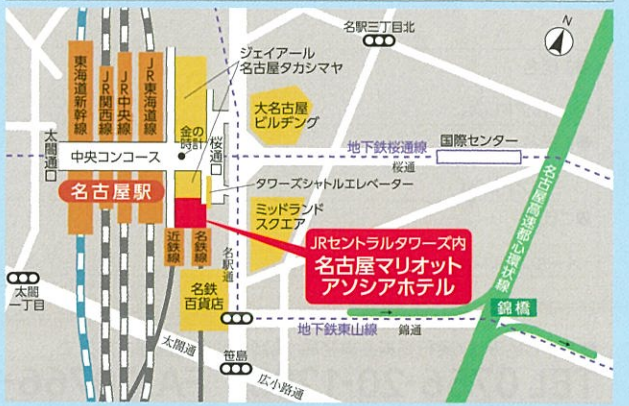 名駅三丁目北
N
ジェイアール
名古屋タカシマヤ
東海道新幹線
JR関西線
JR中央線
JR東海道線
大名古屋
ビルヂング
金の
時計
桜通口
太閤通口
中央コンコース
地下鉄桜通線
国際センター
桜通
タワーズシャトルエレベーター
名古屋駅
ミッドランド
スクエア
名古屋高速都心環状線
近鉄線
名鉄線
名駅通
JRセントラルタワーズ内
名古屋マリオット
アソシアホテル
太閤
一丁目
名鉄
百貨店
錦橋
地下鉄東山線
錦通
太閤通
笹島
広小路通